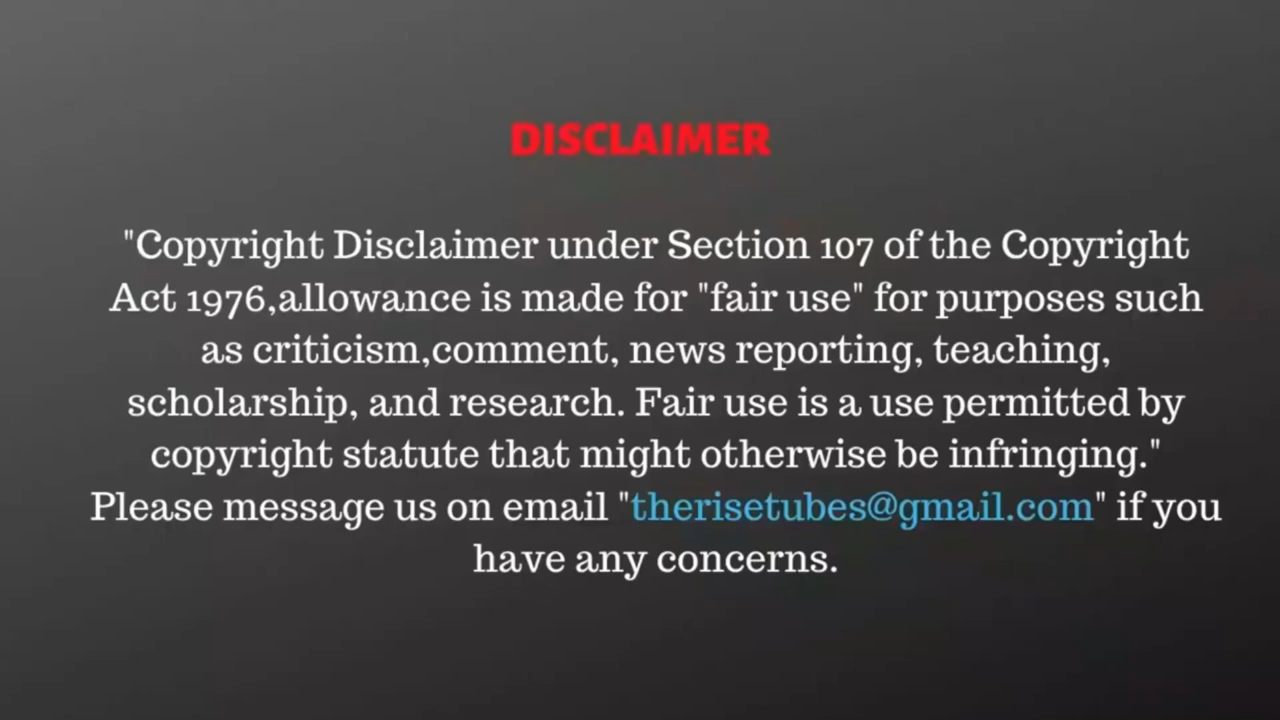 DISCLAIMER
"Copyright Disclaimer under Section 107 of the Copyright
Act 1976,allowance is made for "fair use" for purposes such
as criticism,comment, news reporting, teaching,
scholarship, and research. Fair use is a use permitted by
copyright statute that might otherwise be infringing."
Please message us on email "therisetubes@gmail.com" if you
have any concerns.